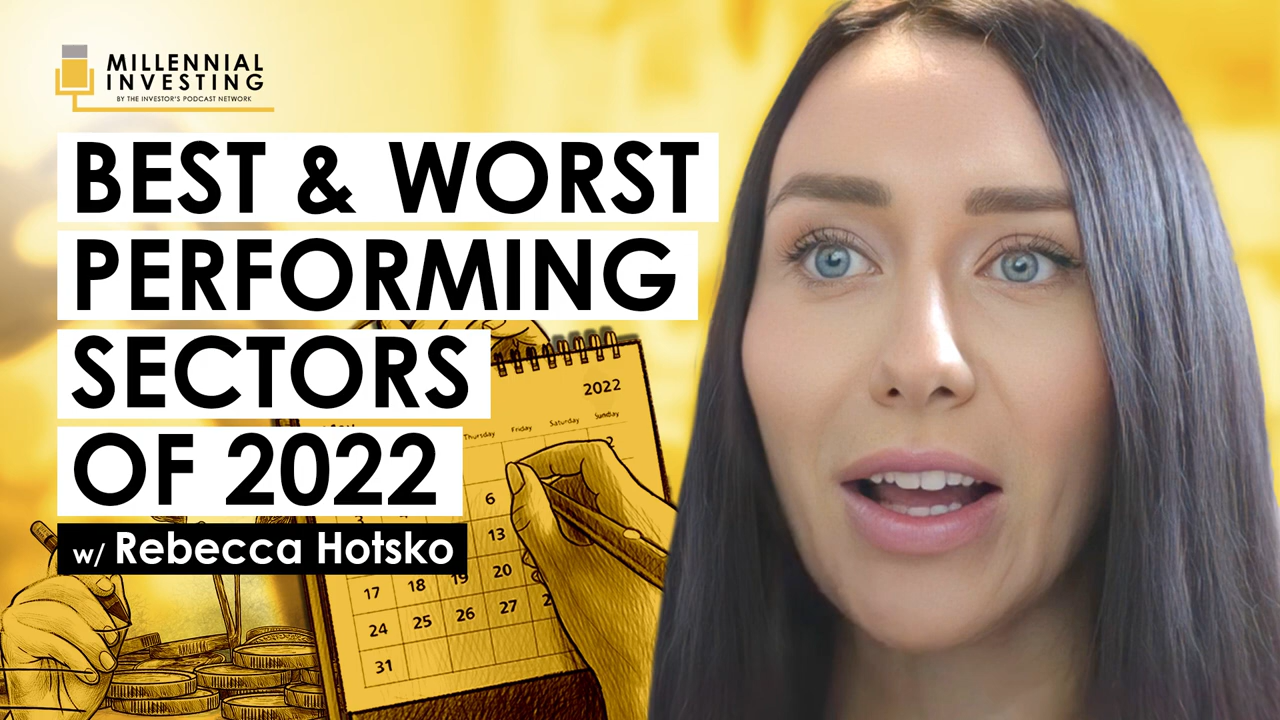 MILLENNIAL
INVESTING
BY THE INVESTOR'S PODCAST NETWORK
BEST & WORST
PERFORMING
SECTORS
OF 2022
w/ Rebecca Hotsko
2022
Thursday Friday Saturday Sunday
2
6
13
17 18 19 20
24 25 26 27
31